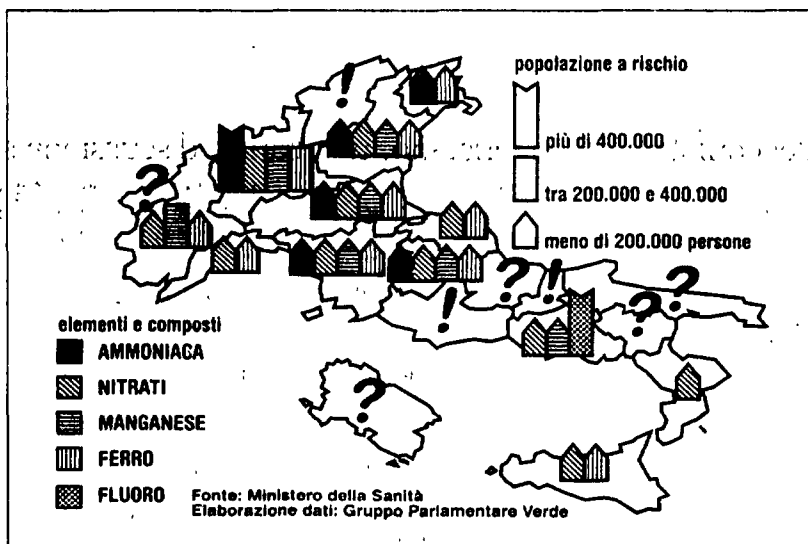 popolazione a rischio
più di 400.000
tra 200.000 e 400.000
meno di 200.000 persone
!
?
!
?
!
?
?
?
elementi e composti
AMMONIACA
NITRATI
MANGANESE
FERRO
FLUORO
Fonte: Ministero della Sanità
Elaborazione dati: Gruppo Parlamentare Verde